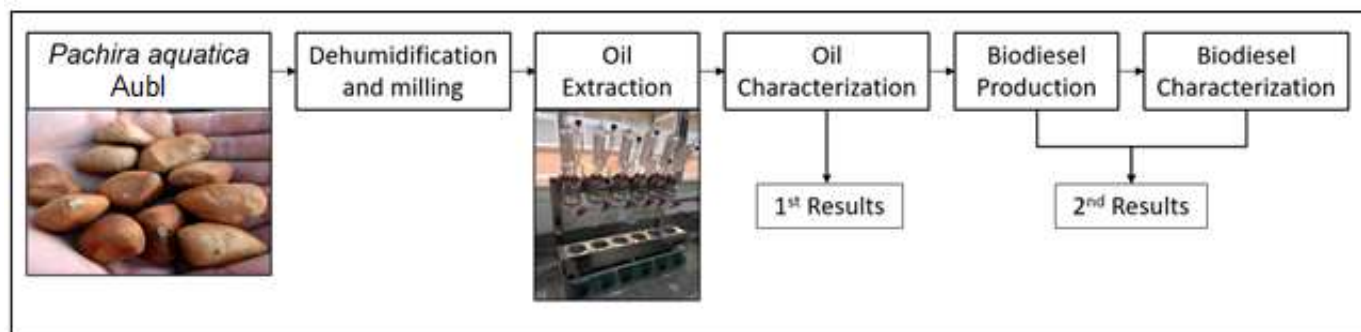 Pachira aquatica
Aubl
Dehumidification
and milling
Oil
Extraction
Oil
Characterization
Biodiesel
Production
Biodiesel
Characterization
1st Results
2nd Results